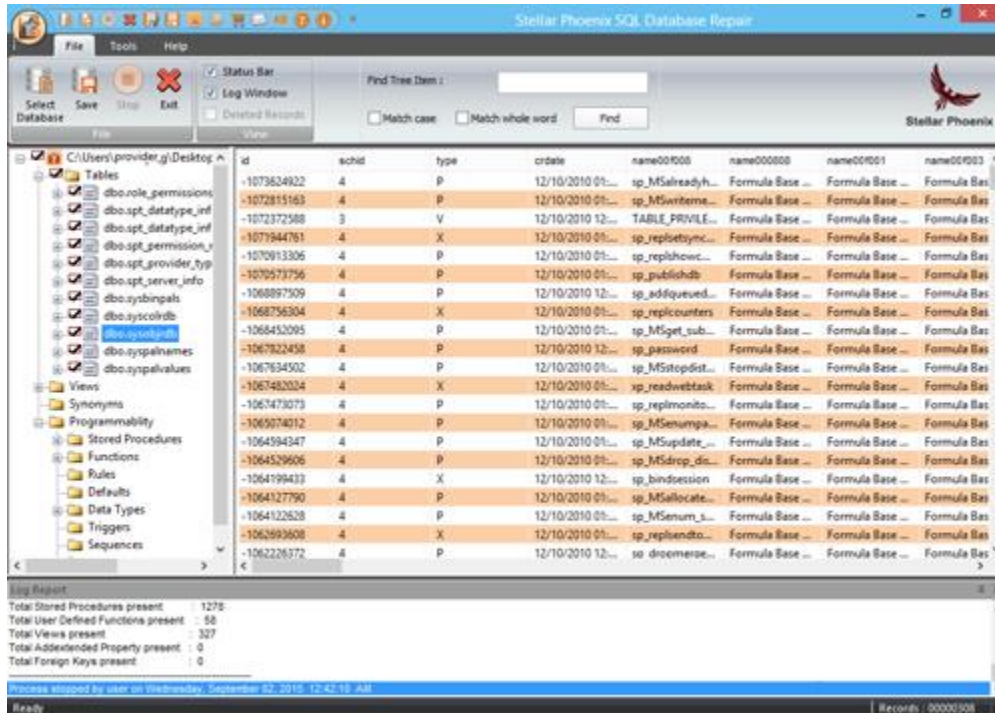 Stellar Phoenix SQL Database Repair
File Tools Help
Select Database
Save
Stop
Exit
File
Status Bar
Log Window
Deleted Records
View
Find Tree Item :
Match case
Match whole word
Find
Stellar Phoenix
C:\Users\provider,g\Desktop
Tables
dbo.role_permissions
dbo.spt_datatype_inf
dbo.spt_datatype_inf
dbo.spt_permission_
dbo.spt_provider_typ
dbo.spt_server_info
dbo.sysbinpals
dbo.syscolrdb
dbo.sysobjrdb
dbo.syspalnames
dbo.syspalvalues
Views
Synonyms
Programmablity
Stored Procedures
Functions
Rules
Defaults
Data Types
Triggers
Sequences
id schid type crdate name00f008 name000808 name00f001 name00f003
-1073624922 4 P 12/10/2010 01:... sp_MSalreadyh... Formula Base ... Formula Base ... Formula Bas
-1072815163 4 P 12/10/2010 01:... sp_MSwriteme... Formula Base ... Formula Base ... Formula Bas
-1072372588 3 V 12/10/2010 12:... TABLE_PRIVILE... Formula Base ... Formula Base ... Formula Bas
-1071944761 4 X 12/10/2010 01:... sp_replsetsync... Formula Base ... Formula Base ... Formula Bas
-1070913306 4 P 12/10/2010 01:... sp_replshowc... Formula Base ... Formula Base ... Formula Bas
-1070573756 4 P 12/10/2010 01:... sp_publishdb Formula Base ... Formula Base ... Formula Bas
-1068897509 4 P 12/10/2010 12:... sp_addqueued... Formula Base ... Formula Base ... Formula Bas
-1068756304 4 X 12/10/2010 01:... sp_replcounters Formula Base ... Formula Base ... Formula Bas
-1068452095 4 P 12/10/2010 01:... sp_MSget_sub... Formula Base ... Formula Base ... Formula Bas
-1067822458 4 P 12/10/2010 12:... sp_password Formula Base ... Formula Base ... Formula Bas
-1067634502 4 P 12/10/2010 01:... sp_MSstopdist... Formula Base ... Formula Base ... Formula Bas
-1067482024 4 X 12/10/2010 01:... xp_readwebtask Formula Base ... Formula Base ... Formula Bas
-1067473073 4 P 12/10/2010 01:... sp_replmonito... Formula Base ... Formula Base ... Formula Bas
-1065074012 4 P 12/10/2010 01:... sp_MSenumpa... Formula Base ... Formula Base ... Formula Bas
-1064594347 4 P 12/10/2010 01:... sp_MSupdate_... Formula Base ... Formula Base ... Formula Bas
-1064529606 4 P 12/10/2010 01:... sp_MSdrop_dis... Formula Base ... Formula Base ... Formula Bas
-1064199433 4 X 12/10/2010 12:... sp_bindsession Formula Base ... Formula Base ... Formula Bas
-1064127790 4 P 12/10/2010 01:... sp_MSallocate... Formula Base ... Formula Base ... Formula Bas
-1064122628 4 P 12/10/2010 01:... sp_MSenum_s... Formula Base ... Formula Base ... Formula Bas
-1062693608 4 X 12/10/2010 01:... sp_replsendto... Formula Base ... Formula Base ... Formula Bas
-1062226372 4 P 12/10/2010 12:... sp_dropmerge... Formula Base ... Formula Base ... Formula Bas
Log Report
Total Stored Procedures present : 1278
Total User Defined Functions present : 58
Total Views present : 327
Total Addextended Property present : 0
Total Foreign Keys present : 0
Process stopped by user on Wednesday, September 02, 2015 12:42:10 AM
Ready
Records : 00000308